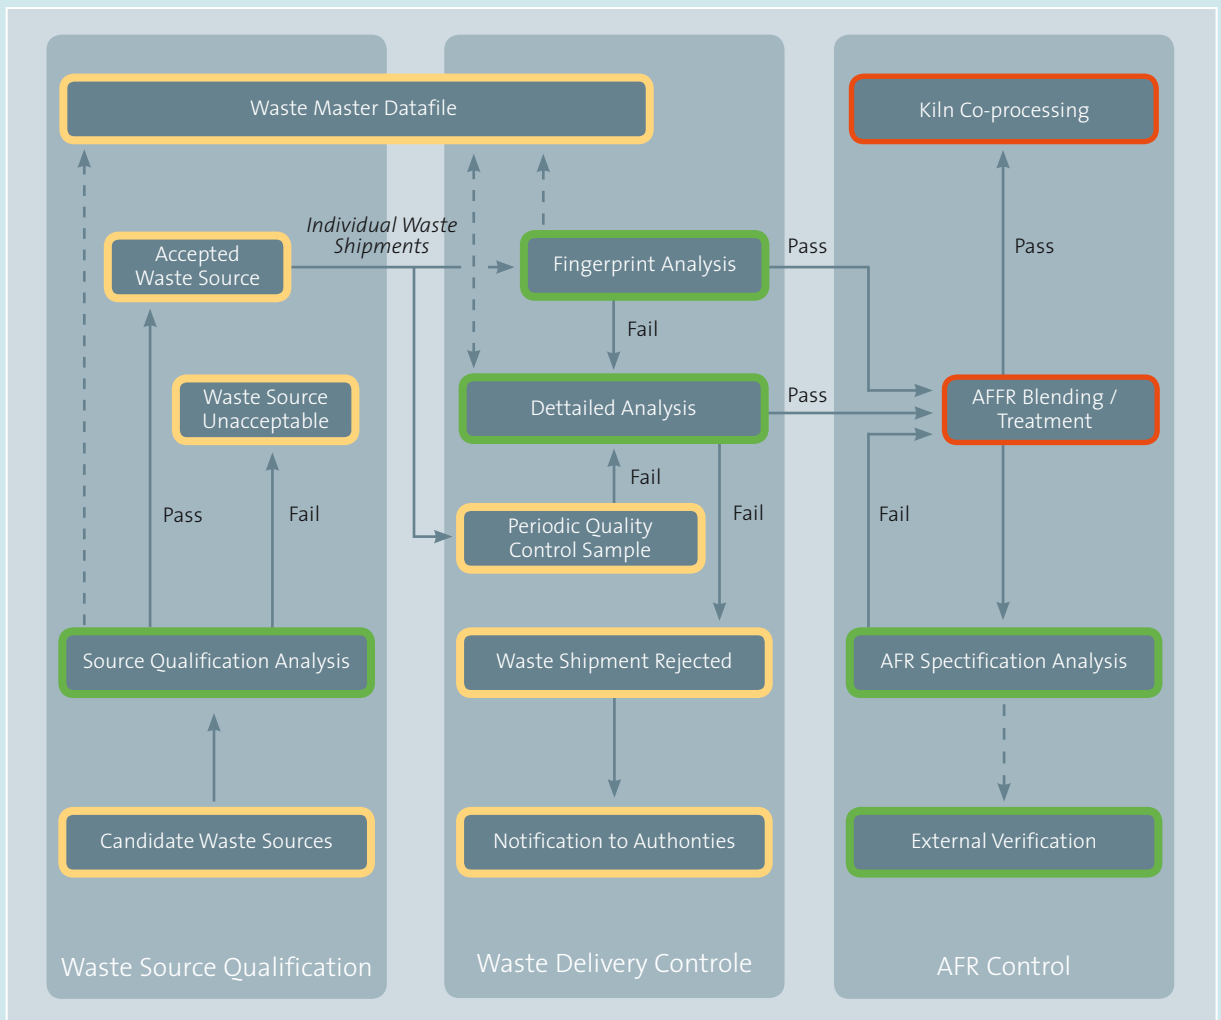 Waste Master Datafile
Kiln Co-processing
Individual Waste
Shipments
Accepted
Waste Source
Fingerprint Analysis
Pass
Pass
Fail
Waste Source
Unacceptable
Dettailed Analysis
Pass
AFFR Blending /
Treatment
Pass
Fail
Fail
Periodic Quality
Control Sample
Fail
Fail
Source Qualification Analysis
Waste Shipment Rejected
AFR Spectification Analysis
Candidate Waste Sources
Notification to Authonties
External Verification
Waste Source Qualification
Waste Delivery Controle
AFR Control